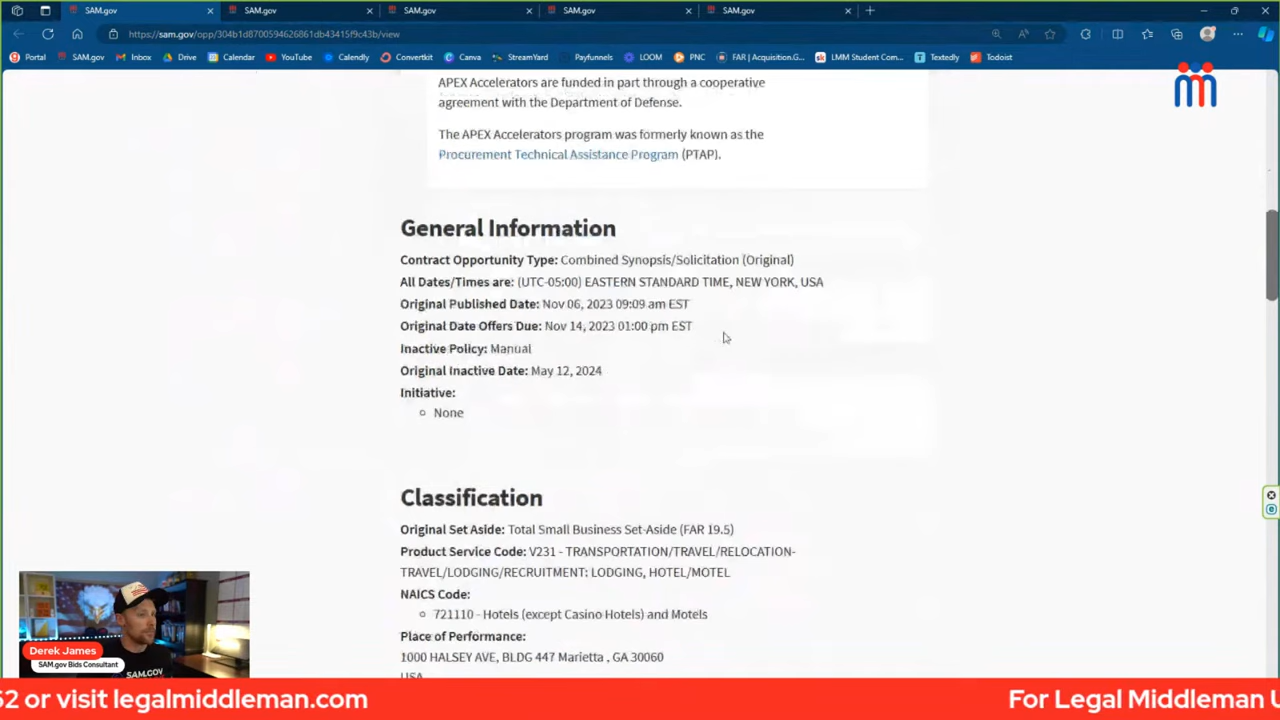 SAM.gov SAM.gov SAM.gov SAM.gov SAM.gov
https://sam.gov/opp/304b1d8700594626861db43415f9c43b/view
Portal SAM.gov Inbox Drive Calendar YouTube Calendly Convertkit Canva StreamYard Payfunnels LOOM PNC FAR | Acquisition.G... LMM Student Com... Textedly Todoist
APEX Accelerators are funded in part through a cooperative
agreement with the Department of Defense.
The APEX Accelerators program was formerly known as the
Procurement Technical Assistance Program (PTAP).
General Information
Contract Opportunity Type: Combined Synopsis/Solicitation (Original)
All Dates/Times are: (UTC-05:00) EASTERN STANDARD TIME, NEW YORK, USA
Original Published Date: Nov 06, 2023 09:09 am EST
Original Date Offers Due: Nov 14, 2023 01:00 pm EST
Inactive Policy: Manual
Original Inactive Date: May 12, 2024
Initiative:
None
Classification
Original Set Aside: Total Small Business Set-Aside (FAR 19.5)
Product Service Code: V231 - TRANSPORTATION/TRAVEL/RELOCATION-
TRAVEL/LODGING/RECRUITMENT: LODGING, HOTEL/MOTEL
NAICS Code:
721110 - Hotels (except Casino Hotels) and Motels
Place of Performance:
1000 HALSEY AVE, BLDG 447 Marietta , GA 30060
USA
Derek James
SAM.gov Bids Consultant
SAM.GOV
62 or visit legalmiddleman.com
For Legal Middleman U